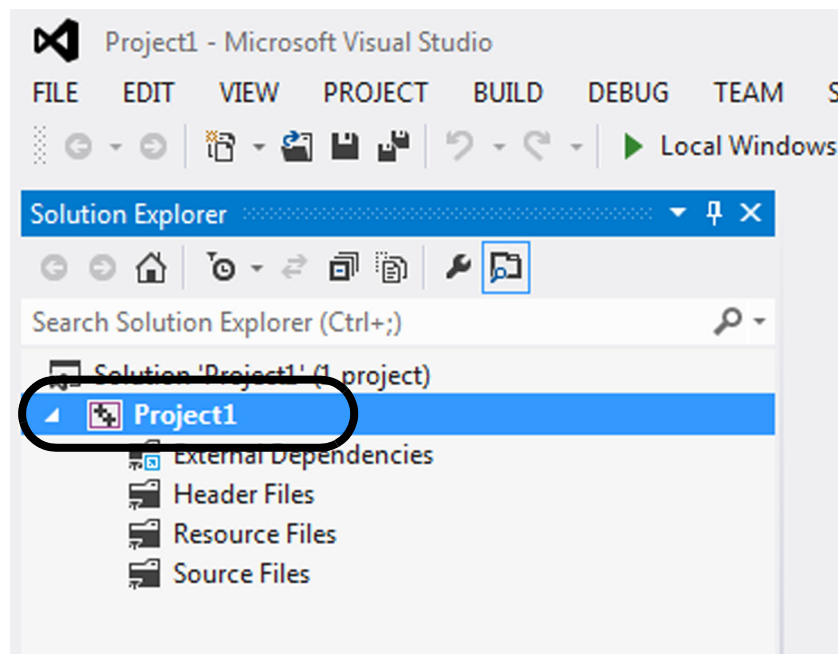 Project1 - Microsoft Visual Studio
FILE EDIT VIEW PROJECT BUILD DEBUG TEAM S
Local Windows
Solution Explorer
Search Solution Explorer (Ctrl+;)
Solution 'Project1' (1 project)
Project1
External Dependencies
Header Files
Resource Files
Source Files